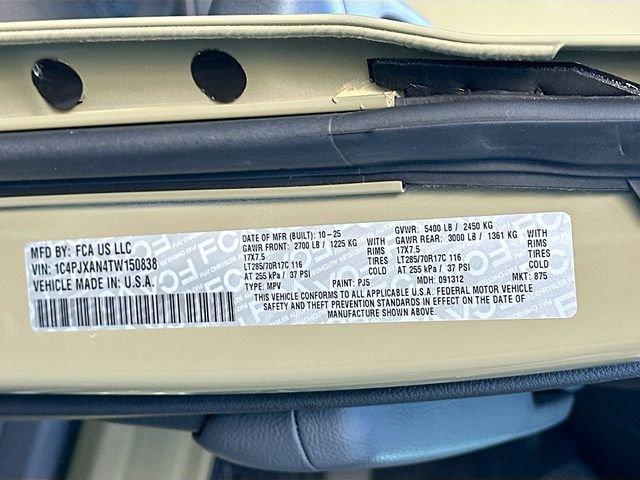 MFD BY: FCA US LLC
VIN: 1C4PJXAN4TW150838
VEHICLE MADE IN: U.S.A.
DATE OF MFR (BUILT): 10-25
GAWR FRONT: 2700 LB / 1225 KG WITH
17X7.5 RIMS
LT285/70R17C 116 TIRES
AT 255 kPa / 37 PSI
TYPE: MPV PAINT: PJ5
GVWR: 5400 LB / 2450 KG
GAWR REAR: 3000 LB / 1361 KG WITH
17X7.5 RIMS
LT285/70R17C 116 TIRES
AT 255 kPa / 37 PSI
MDH: 091312 MKT: 875
THIS VEHICLE CONFORMS TO ALL APPLICABLE U.S.A. FEDERAL MOTOR VEHICLE
SAFETY AND THEFT PREVENTION STANDARDS IN EFFECT ON THE DATE OF
MANUFACTURE SHOWN ABOVE.